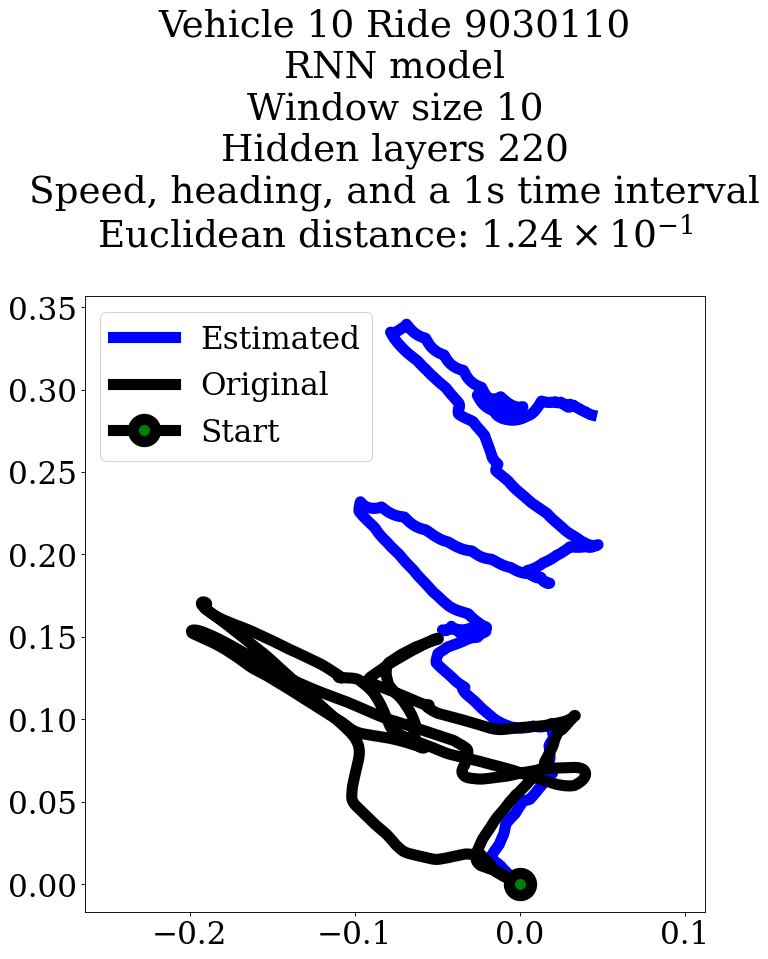 Vehicle 10 Ride 9030110
RNN model
Window size 10
Hidden layers 220
Speed, heading, and a 1s time interval
Euclidean distance: 1.24 × 10⁻¹
Estimated
Original
Start
0.35
0.30
0.25
0.20
0.15
0.10
0.05
0.00
−0.2
−0.1
0.0
0.1